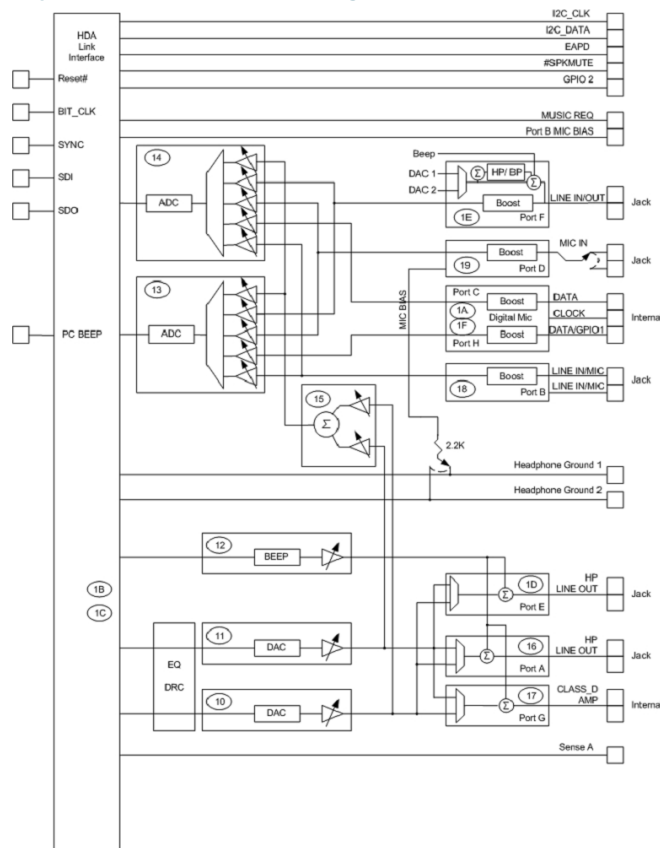 I2C_CLK
HDA
Link
Interface
I2C_DATA
EAPD
#SPKMUTE
Reset#
GPIO 2
BIT_CLK
MUSIC REQ
Port B MIC BIAS
SYNC
SDI
SDO
14
ADC
Beep
DAC 1
DAC 2
Σ
HP/ BP
Σ
Boost
1E
Port F
LINE IN/OUT
Jack
19
Boost
Port D
MIC IN
Jack
MIC BIAS
PC BEEP
13
ADC
Port C
1A
Boost
Digital Mic
1F
Port H
Boost
DATA
CLOCK
DATA/GPIO1
Interna
18
Boost
Port B
LINE IN/MIC
LINE IN/MIC
Jack
15
Σ
2.2K
Headphone Ground 1
Headphone Ground 2
12
BEEP
1B
1C
1D
Σ
Port E
HP
LINE OUT
Jack
EQ
DRC
11
DAC
16
Σ
Port A
HP
LINE OUT
Jack
10
DAC
17
Σ
Port G
CLASS_D
AMP
Interna
Sense A